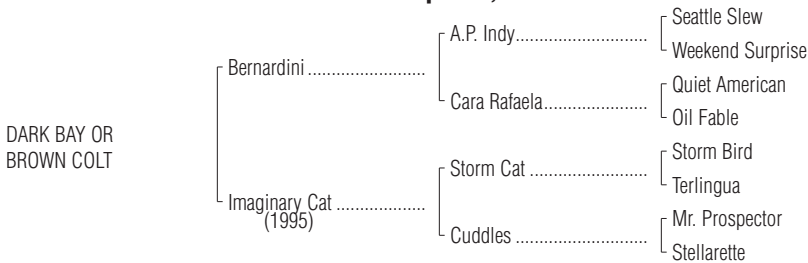 Seattle Slew
A.P. Indy............................
Weekend Surprise
Bernardini .........................
Quiet American
Cara Rafaela......................
Oil Fable
DARK BAY OR
BROWN COLT
Storm Bird
Storm Cat .........................
Terlingua
Imaginary Cat ...................
(1995)
Mr. Prospector
Cuddles ............................
Stellarette